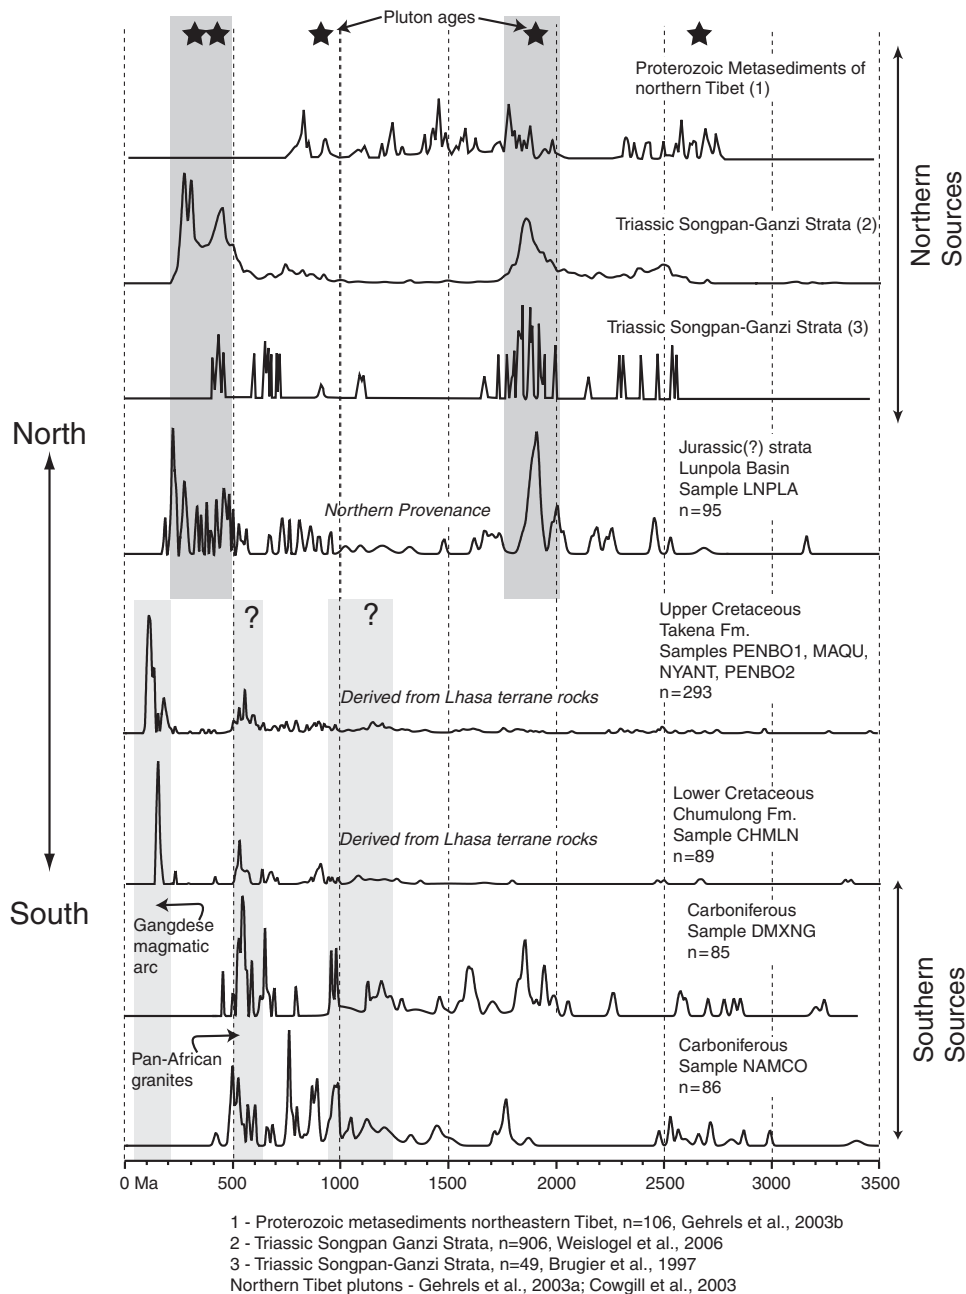 Pluton ages
Proterozoic Metasediments of
northern Tibet (1)
Triassic Songpan-Ganzi Strata (2)
Triassic Songpan-Ganzi Strata (3)
Northern
Sources
North
Jurassic(?) strata
Lunpola Basin
Sample LNPLA
n=95
Northern Provenance
?
?
Upper Cretaceous
Takena Fm.
Samples PENBO1, MAQU,
NYANT, PENBO2
n=293
Derived from Lhasa terrane rocks
Lower Cretaceous
Chumulong Fm.
Sample CHMLN
n=89
Derived from Lhasa terrane rocks
South
Gangdese
magmatic
arc
Carboniferous
Sample DMXNG
n=85
Southern
Sources
Pan-African
granites
Carboniferous
Sample NAMCO
n=86
0 Ma 500 1000 1500 2000 2500 3000 3500
1 - Proterozoic metasediments northeastern Tibet, n=106, Gehrels et al., 2003b
2 - Triassic Songpan Ganzi Strata, n=906, Weislogel et al., 2006
3 - Triassic Songpan-Ganzi Strata, n=49, Brugier et al., 1997
Northern Tibet plutons - Gehrels et al., 2003a; Cowgill et al., 2003